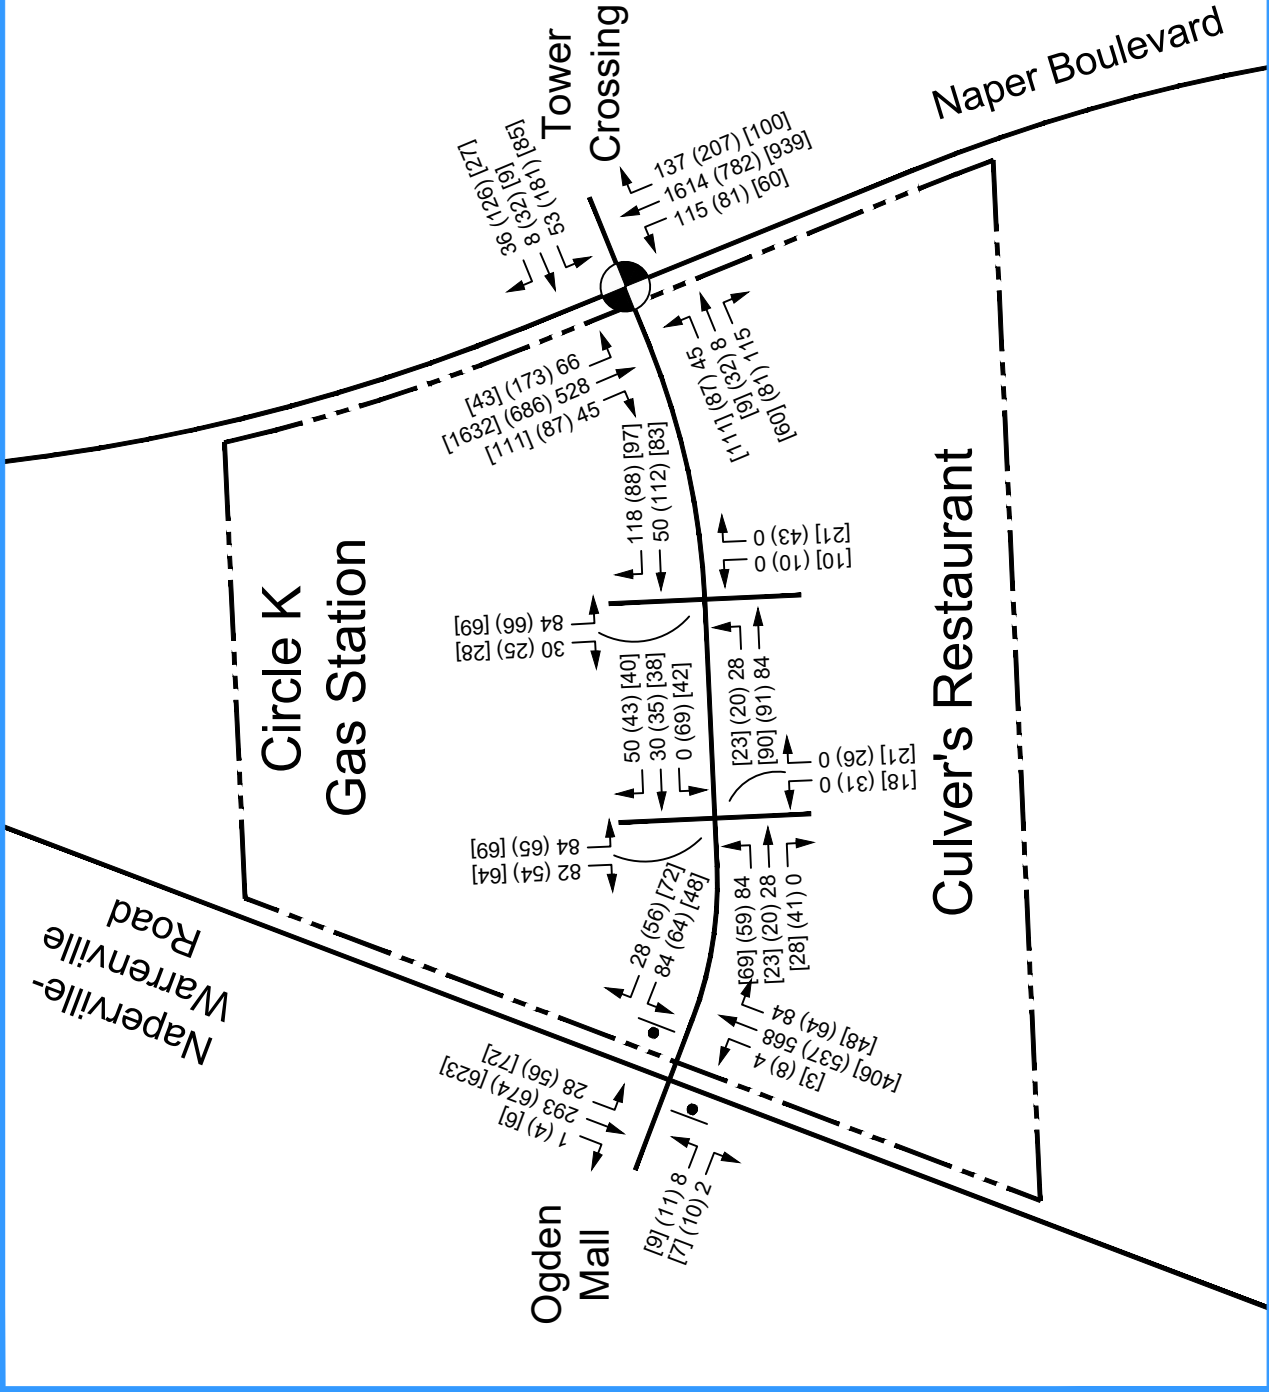 Tower
Crossing
Naper Boulevard
36 (126) [27]
8 (32) [9]
53 (181) [85]
137 (207) [100]
1614 (782) [939]
115 (81) [60]
[43] (173) 66
[1632] (686) 528
[111] (87) 45
[111] (87) 45
[9] (32) 8
[60] (81) 115
118 (88) [97]
50 (112) [83]
[21] (43) 0
[10] (10) 0
Circle K
Gas Station
84 (66) [69]
30 (25) [28]
50 (43) [40]
30 (35) [38]
0 (69) [42]
[23] (20) 28
[90] (91) 84
[21] (26) 0
[18] (31) 0
Culver's Restaurant
84 (65) [69]
82 (54) [64]
28 (56) [72]
84 (64) [48]
[69] (59) 84
[23] (20) 28
[28] (41) 0
Naperville-
Warrenville
Road
28 (56) [72]
293 (674) [623]
1 (4) [6]
[48] (64) 84
[406] (537) 568
[3] (8) 4
[9] (11) 8
[7] (10) 2
Ogden
Mall